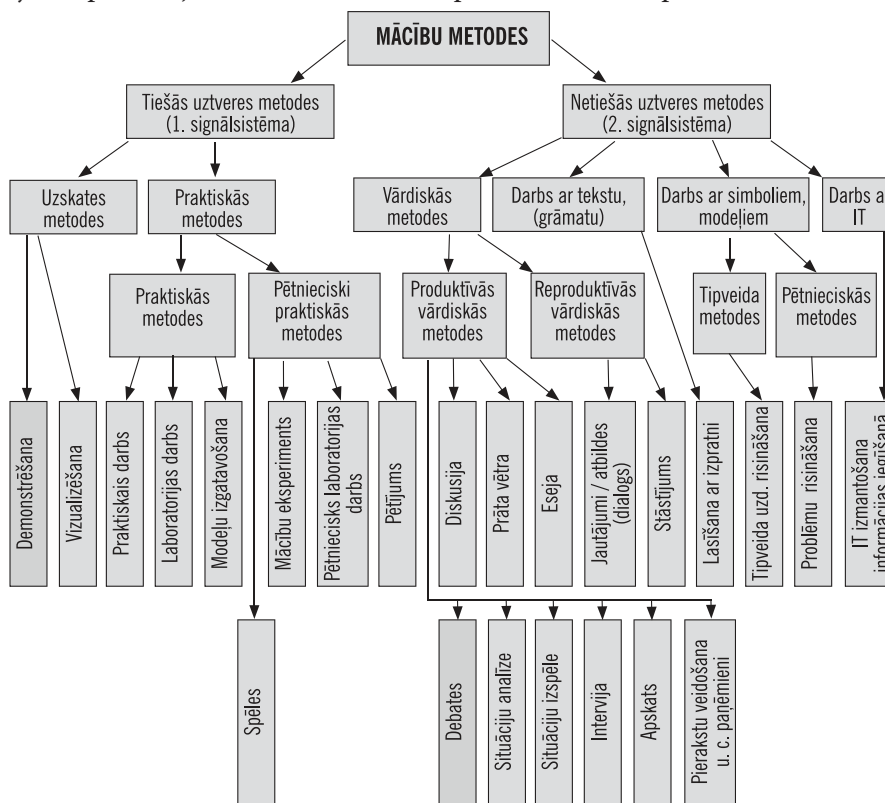 MĀCĪBU METODES
Tiešās uztveres metodes
(1. signālsistēma)
Netiešās uztveres metodes
(2. signālsistēma)
Uzskates
metodes
Praktiskās
metodes
Vārdiskās
metodes
Darbs ar tekstu,
(grāmatu)
Darbs ar simboliem,
modeļiem
Darbs a
IT
Praktiskās
metodes
Pētnieciski
praktiskās
metodes
Produktīvās
vārdiskās
metodes
Reproduktīvās
vārdiskās
metodes
Tipveida
metodes
Pētnieciskās
metodes
Demonstrēšana
Vizualizēšana
Praktiskais darbs
Laboratorijas darbs
Modeļu izgatavošana
Mācību eksperiments
Pētniecisks laboratorijas
darbs
Pētījums
Diskusija
Prāta vētra
Eseja
Jautājumi / atbildes
(dialogs)
Stāstījums
Lasīšana ar izpratni
Tipveida uzd. risināšana
Problēmu risināšana
IT izmantošana
informācijas iegūšanā
Spēles
Debates
Situāciju analīze
Situāciju izspēle
Intervija
Apskats
Pierakstu veidošana
u. c. paņēmieni